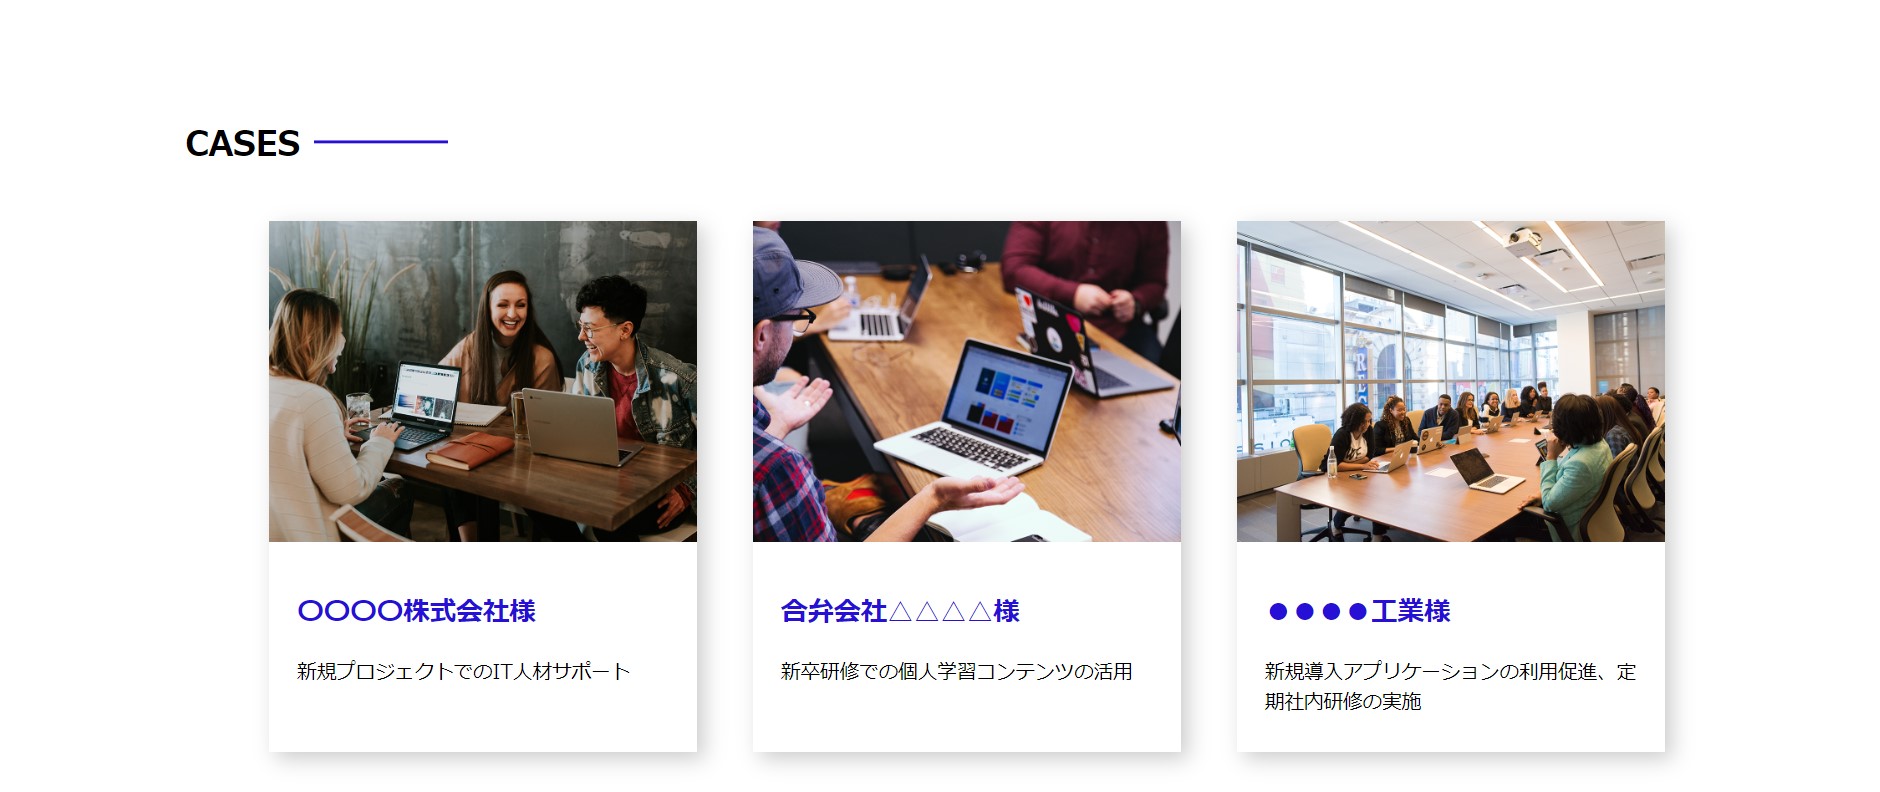 CASES
〇〇〇〇株式会社様
合弁会社△△△△様
●●●●工業様
新規プロジェクトでのIT人材サポート
新卒研修での個人学習コンテンツの活用
新規導入アプリケーションの利用促進、定
期社内研修の実施